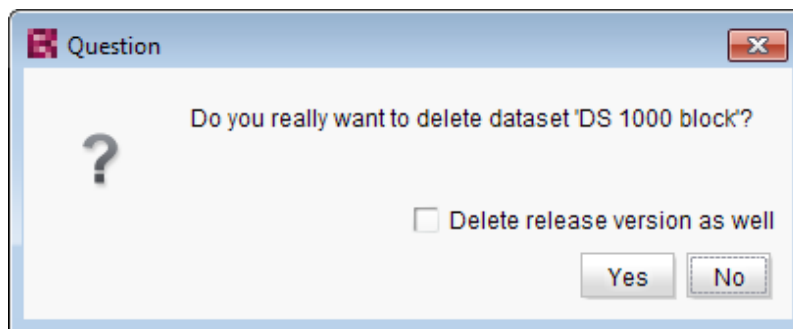 Question
Do you really want to delete dataset 'DS 1000 block'?
?
Delete release version as well
Yes No